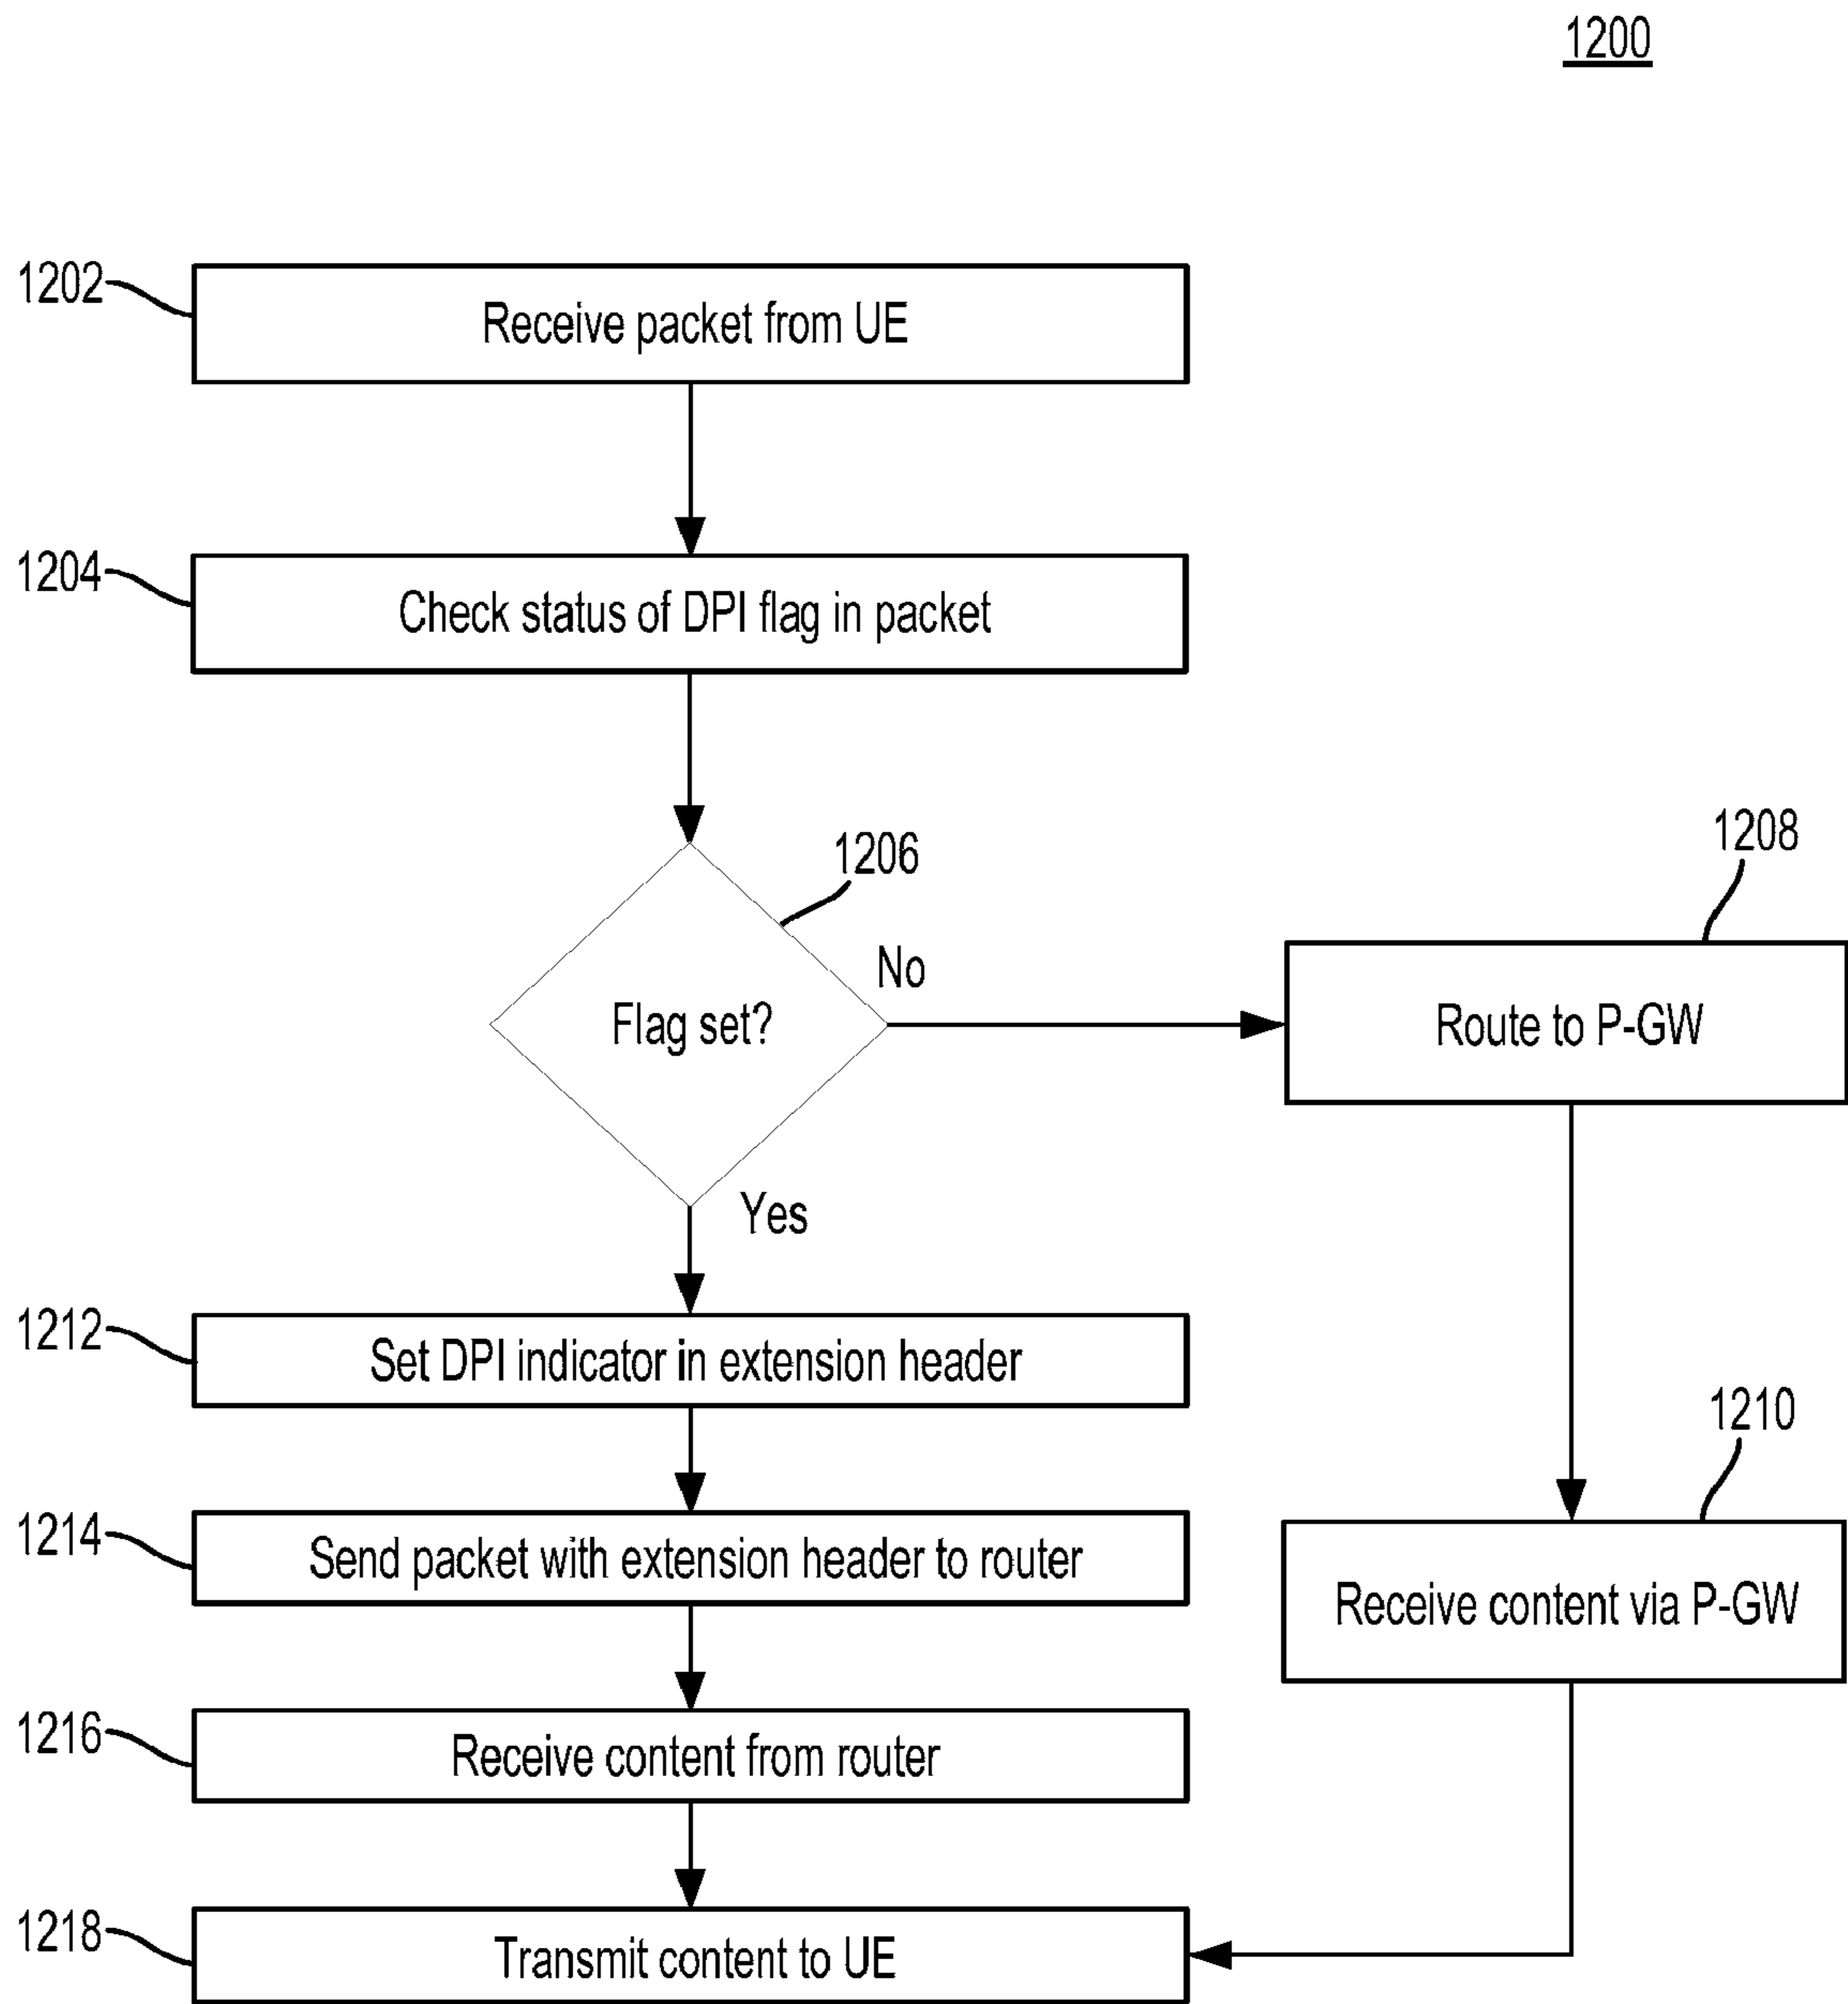 1200
1202
Receive packet from UE
1204
Check status of DPI flag in packet
1206
1208
No
Flag set?
Route to P-GW
Yes
1212
Set DPI indicator in extension header
1210
1214
Send packet with extension header to router
Receive content via P-GW
1216
Receive content from router
1218
Transmit content to UE